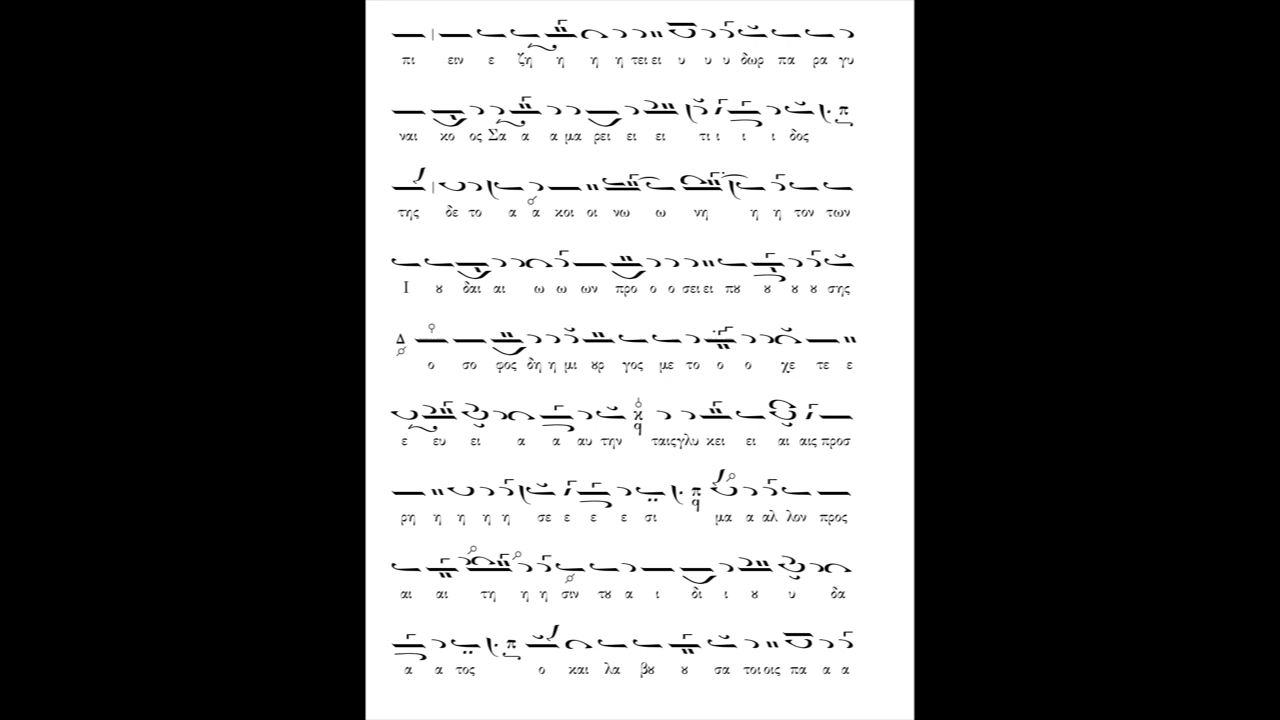 πι ειν ε ζη η η η τει ει υ υ υ δωρ πα ρα γυ
ναι κο ος Σα α α μα ρει ει ει τι ι ι ι δος
της δε το α α κοι οι νω ω νη η η τον των
Ι ȣ δαι αι ω ω ων προ ο ο σει ει πȣ ȣ ȣ ȣ σης
Δ ο σο φος δη η μι ȣρ γος με το ο ο χε τε ε
ε ευ ει α α αυ την κ q ταις γλυ κει ει αι αις προσ
ρη η η η η σε ε ε ε σι π q μα α αλ λον προς
αι αι τη η η σιν τȣ α ι δι ι ȣ υ δα
α α τος π ο και λα βȣ ȣ σα τοι οις πα α α